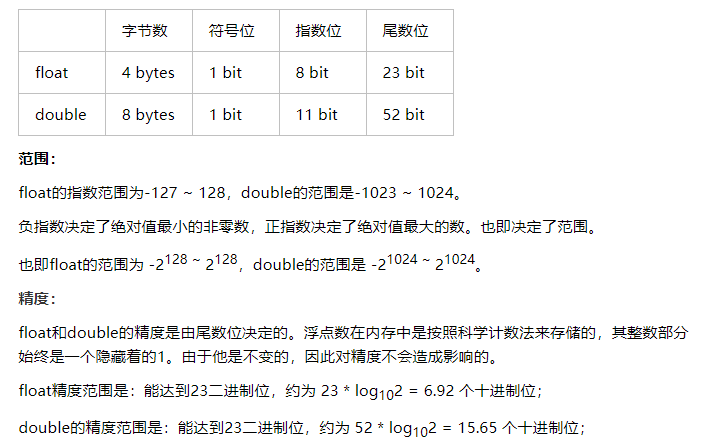 字节数 符号位 指数位 尾数位
float 4 bytes 1 bit 8 bit 23 bit
double 8 bytes 1 bit 11 bit 52 bit
范围：
float的指数范围为-127 ~ 128，double的范围是-1023 ~ 1024。
负指数决定了绝对值最小的非零数，正指数决定了绝对值最大的数。也即决定了范围。
也即float的范围为 -2^128 ~ 2^128，double的范围是 -2^1024 ~ 2^1024。
精度：
float和double的精度是由尾数位决定的。浮点数在内存中是按照科学计数法来存储的，其整数部分
始终是一个隐藏着的1。由于他是不变的，因此对精度不会造成影响的。
float精度范围是：能达到23二进制位，约为 23 * log₁₀2 = 6.92 个十进制位；
double的精度范围是：能达到23二进制位，约为 52 * log₁₀2 = 15.65 个十进制位；